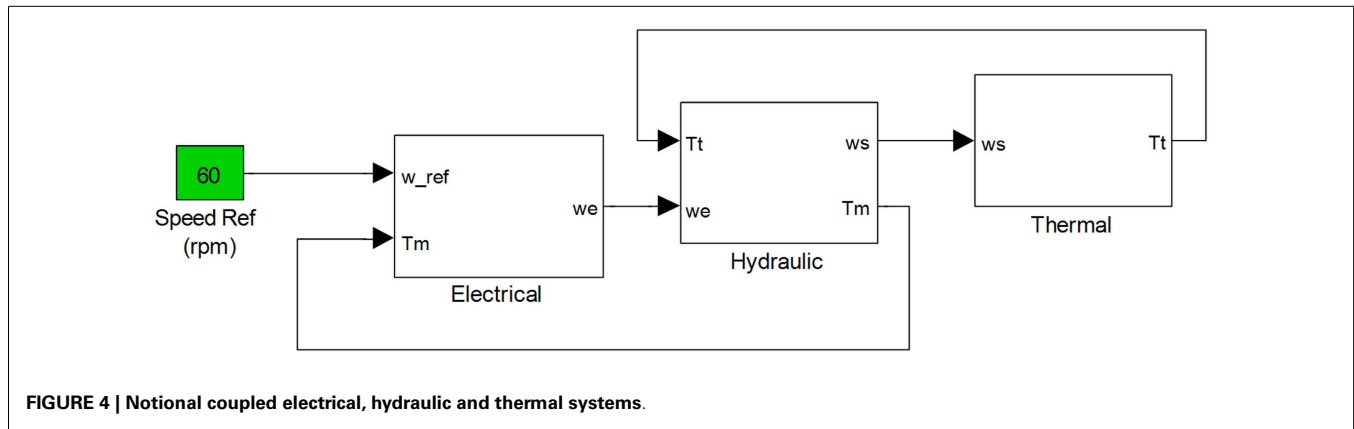 60
Speed Ref
(rpm)
w_ref
Tm
we
Electrical
Tt
we
ws
Tm
Hydraulic
ws
Tt
Thermal
FIGURE 4 | Notional coupled electrical, hydraulic and thermal systems.